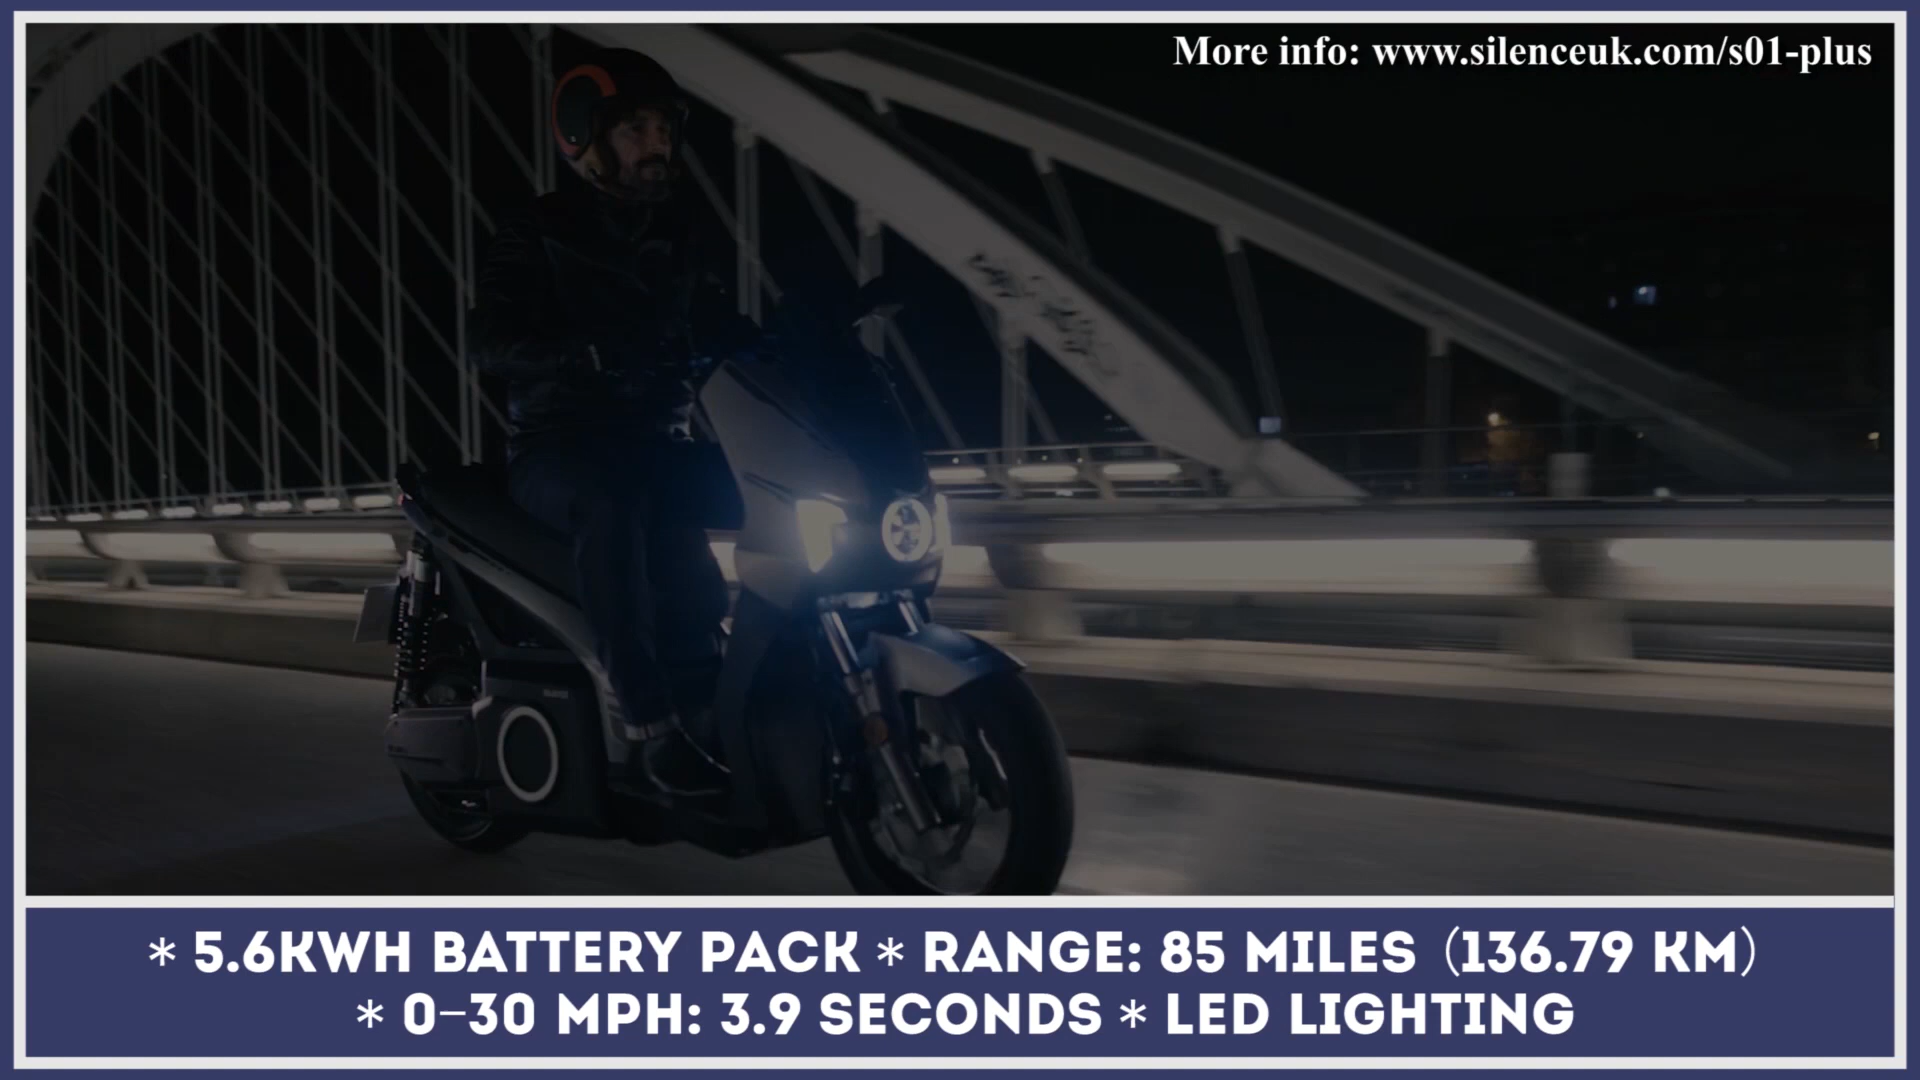 More info: www.silenceuk.com/s01-plus
* 5.6KWH BATTERY PACK * RANGE: 85 MILES (136.79 KM)
* 0-30 MPH: 3.9 SECONDS * LED LIGHTING